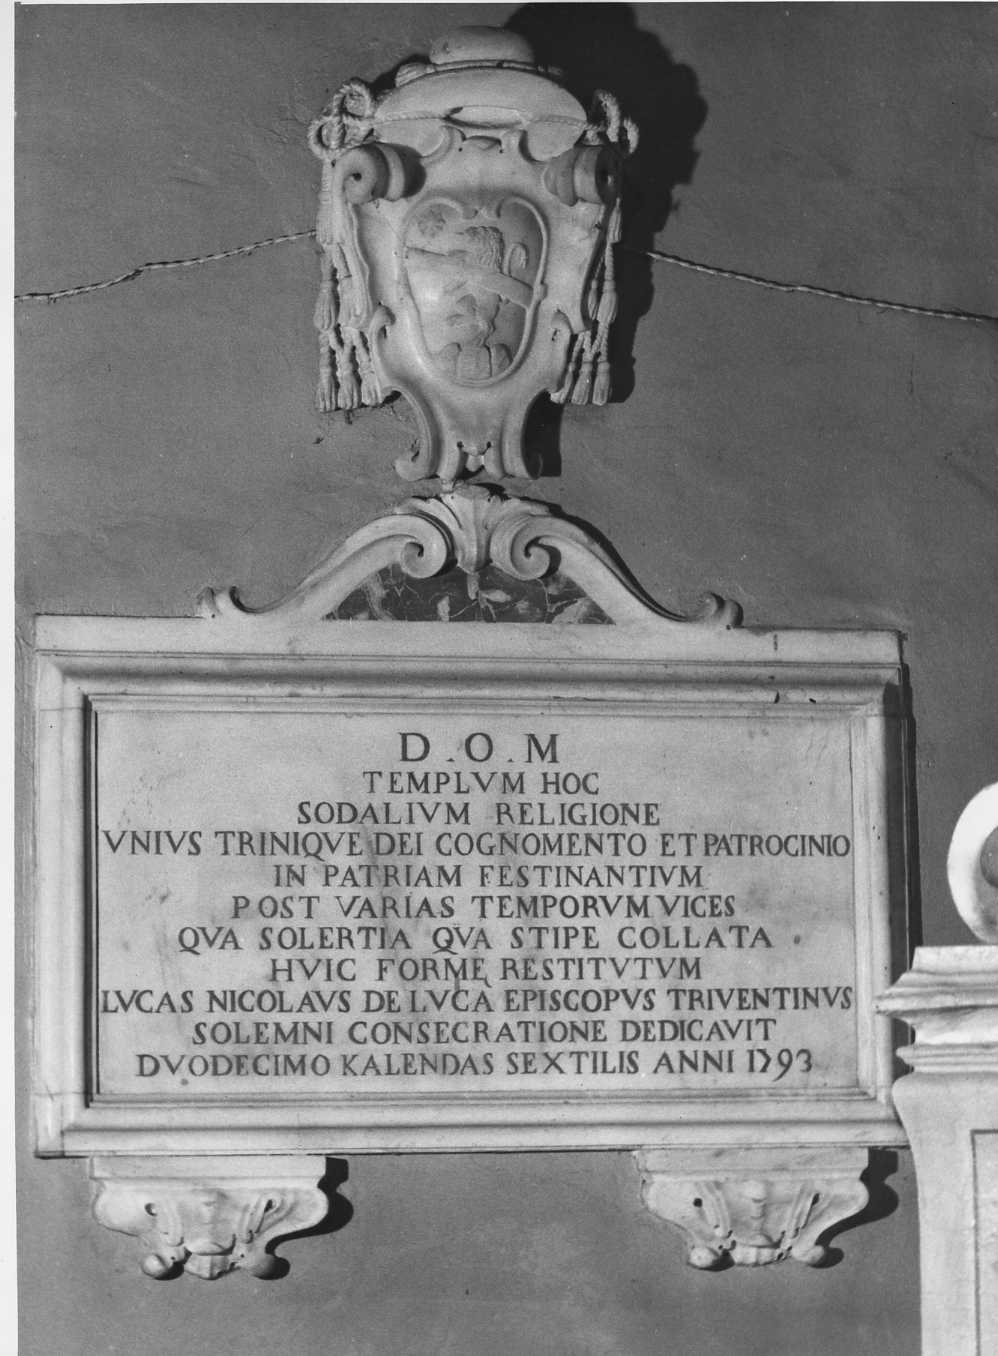 D . O . M
TEMPLVM HOC
SODALIVM RELIGIONE
VNIVS TRINIQVE DEI COGNOMENTO ET PATROCINIO
IN PATRIAM FESTINANTIVM
POST VARIAS TEMPORVM VICES
QVA SOLERTIA QVA STIPE COLLATA
HVIC FORME RESTITVTVM
LVCAS NICOLAVS DE LVCA EPISCOPVS TRIVENTINVS
SOLEMNI CONSECRATIONE DEDICAVIT
DVODECIMO KALENDAS SEXTILIS ANNI 1793